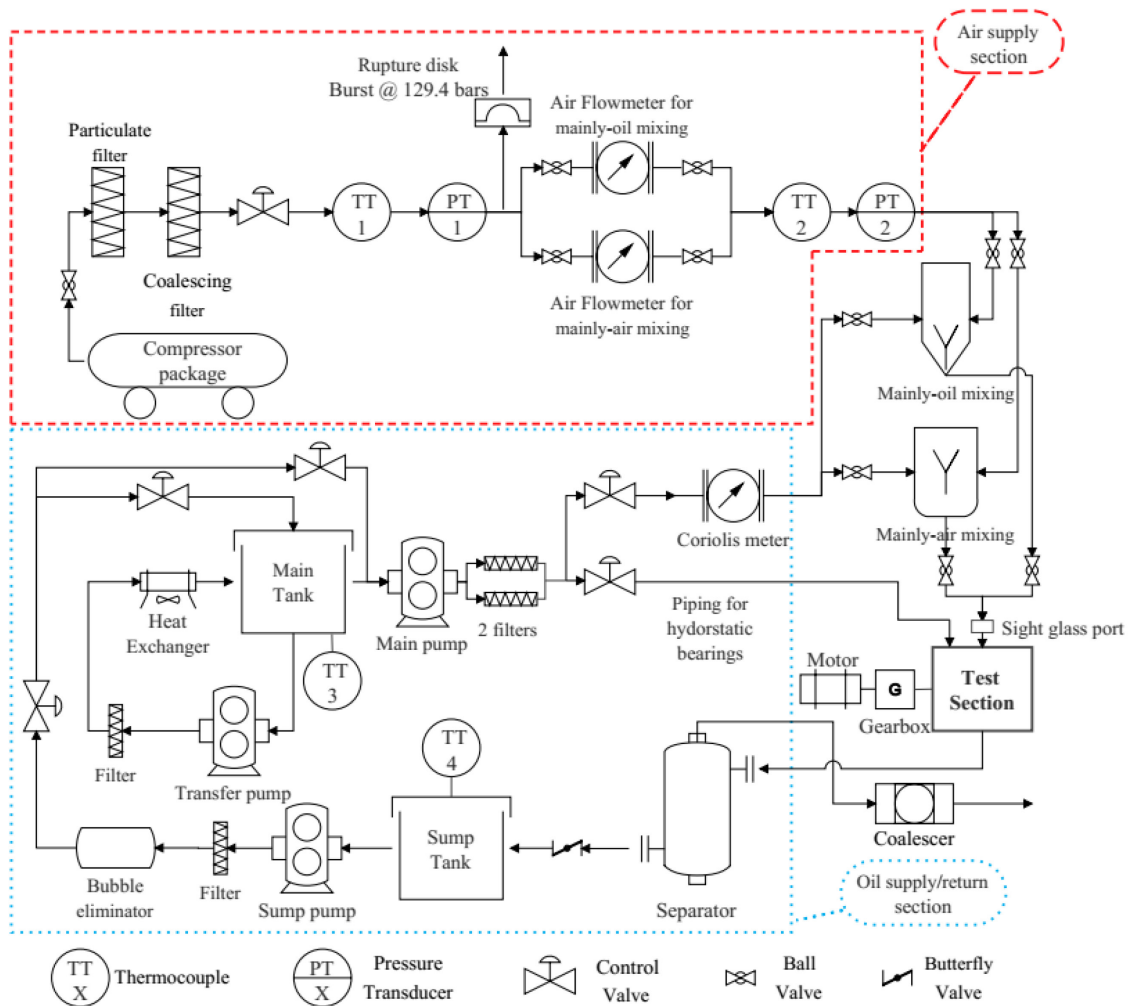 Air supply
section
Rupture disk
Burst @ 129.4 bars
Air Flowmeter for
mainly-oil mixing
Particulate
filter
TT
1
PT
1
TT
2
PT
2
Coalescing
filter
Air Flowmeter for
mainly-air mixing
Compressor
package
Mainly-oil mixing
Mainly-air mixing
Coriolis meter
Main
Tank
Heat
Exchanger
Main pump
2 filters
Piping for
hydorstatic
bearings
Sight glass port
TT
3
Motor
G
Gearbox
Test
Section
Filter
Transfer pump
TT
4
Sump
Tank
Coalescer
Bubble
eliminator
Filter
Sump pump
Separator
Oil supply/return
section
TT
X
Thermocouple
PT
X
Pressure
Transducer
Control
Valve
Ball
Valve
Butterfly
Valve